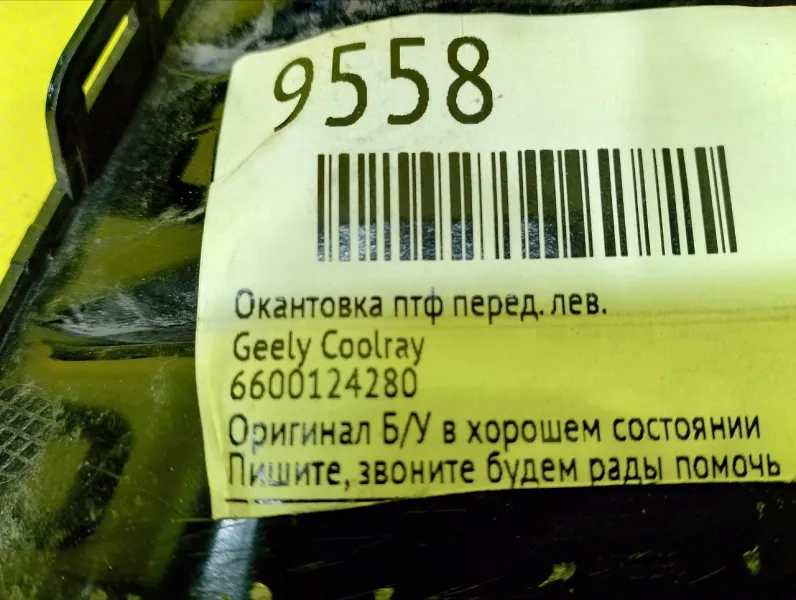 9558
Окантовка птф перед. лев.
Geely Coolray
6600124280
Оригинал Б/У в хорошем состоянии
Пишите, звоните будем рады помочь